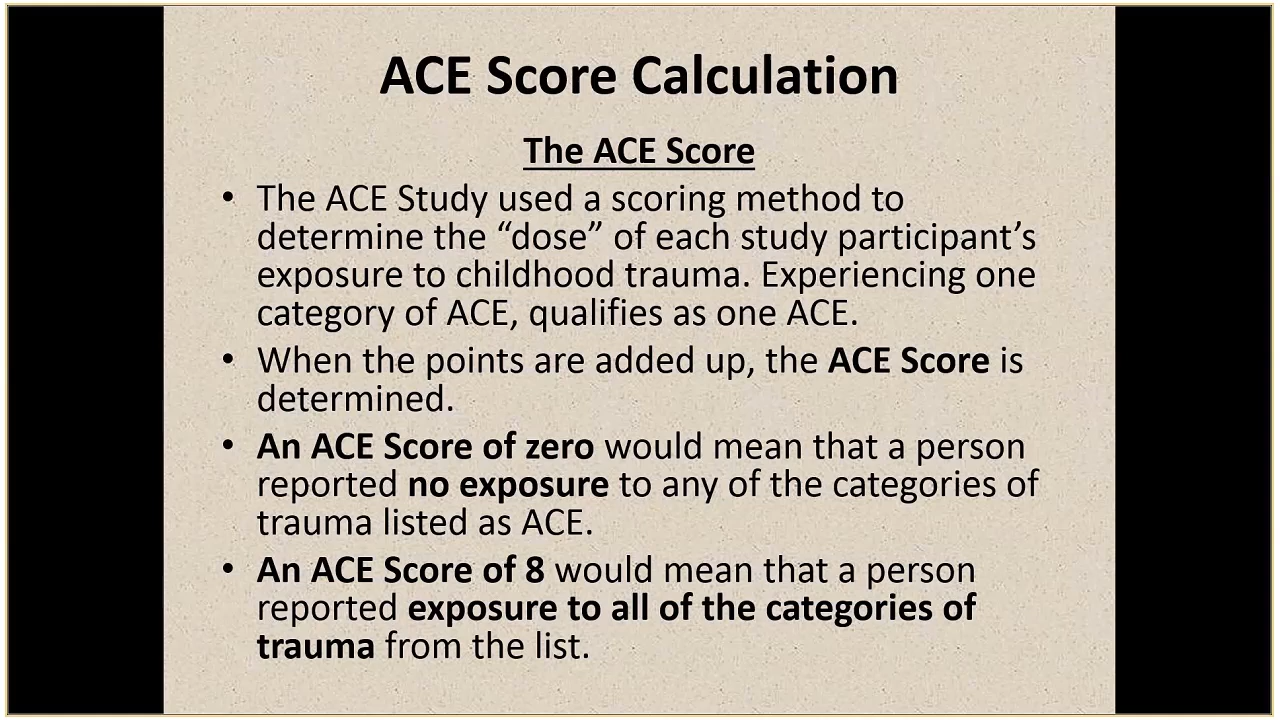 ACE Score Calculation
The ACE Score
• The ACE Study used a scoring method to
determine the “dose” of each study participant’s
exposure to childhood trauma. Experiencing one
category of ACE, qualifies as one ACE.
• When the points are added up, the ACE Score is
determined.
• An ACE Score of zero would mean that a person
reported no exposure to any of the categories of
trauma listed as ACE.
• An ACE Score of 8 would mean that a person
reported exposure to all of the categories of
trauma from the list.